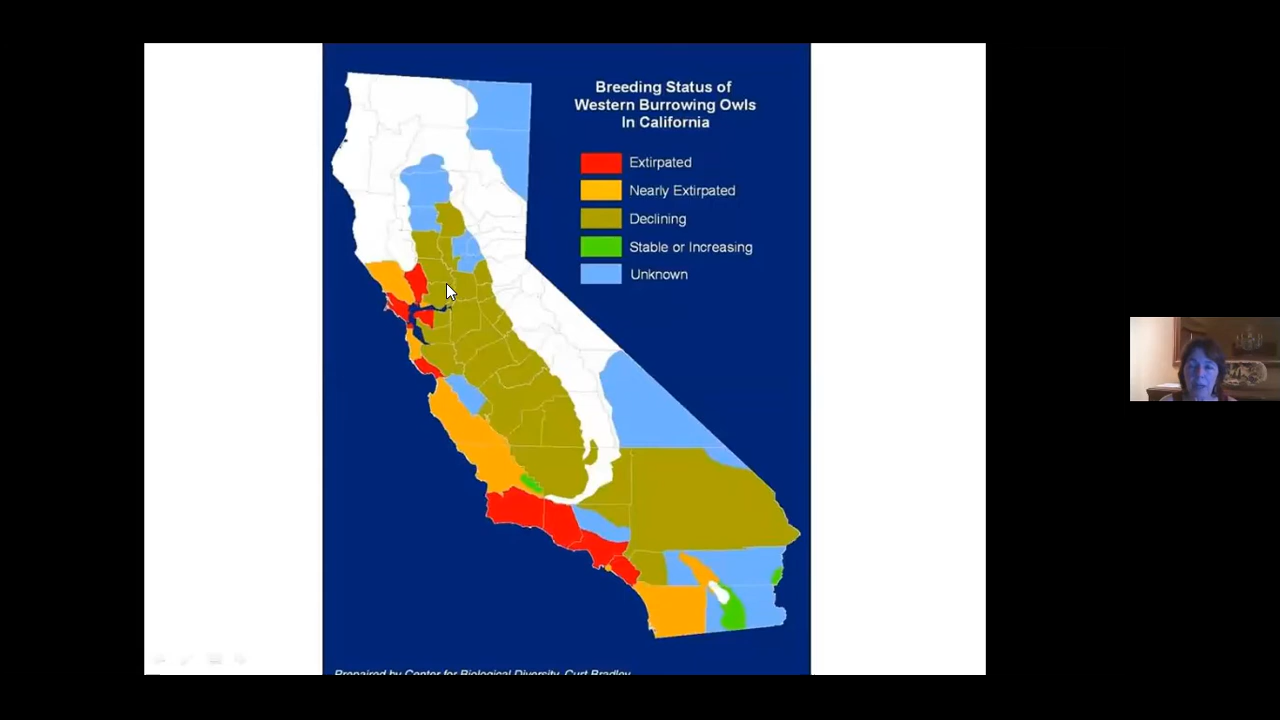 Breeding Status of
Western Burrowing Owls
In California
Extirpated
Nearly Extirpated
Declining
Stable or Increasing
Unknown
Prepaired by Center for Biological Diversity, Curt Bradley